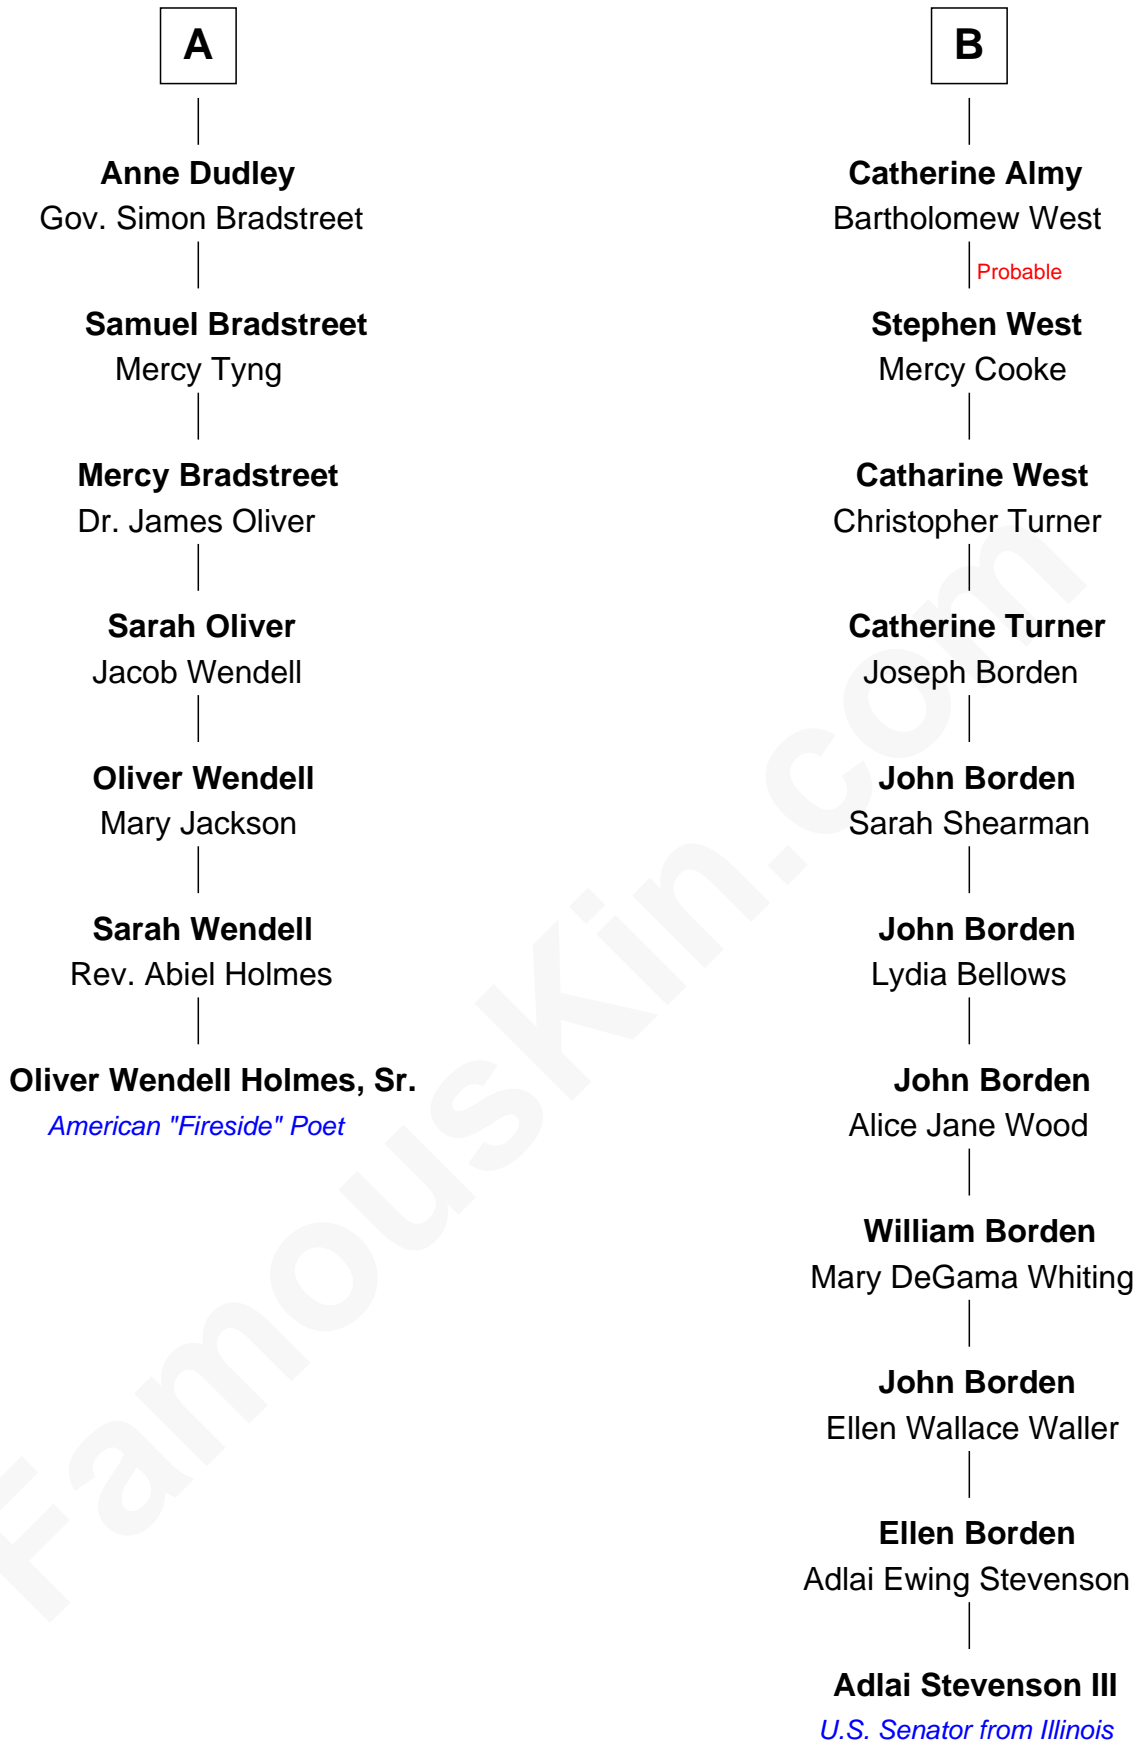 A
Anne Dudley
Gov. Simon Bradstreet
Samuel Bradstreet
Mercy Tyng
Mercy Bradstreet
Dr. James Oliver
Sarah Oliver
Jacob Wendell
Oliver Wendell
Mary Jackson
Sarah Wendell
Rev. Abiel Holmes
Oliver Wendell Holmes, Sr.
American "Fireside" Poet
B
Catherine Almy
Bartholomew West
Probable
Stephen West
Mercy Cooke
Catharine West
Christopher Turner
Catherine Turner
Joseph Borden
John Borden
Sarah Shearman
John Borden
Lydia Bellows
John Borden
Alice Jane Wood
William Borden
Mary DeGama Whiting
John Borden
Ellen Wallace Waller
Ellen Borden
Adlai Ewing Stevenson
Adlai Stevenson III
U.S. Senator from Illinois
FamousKin.com